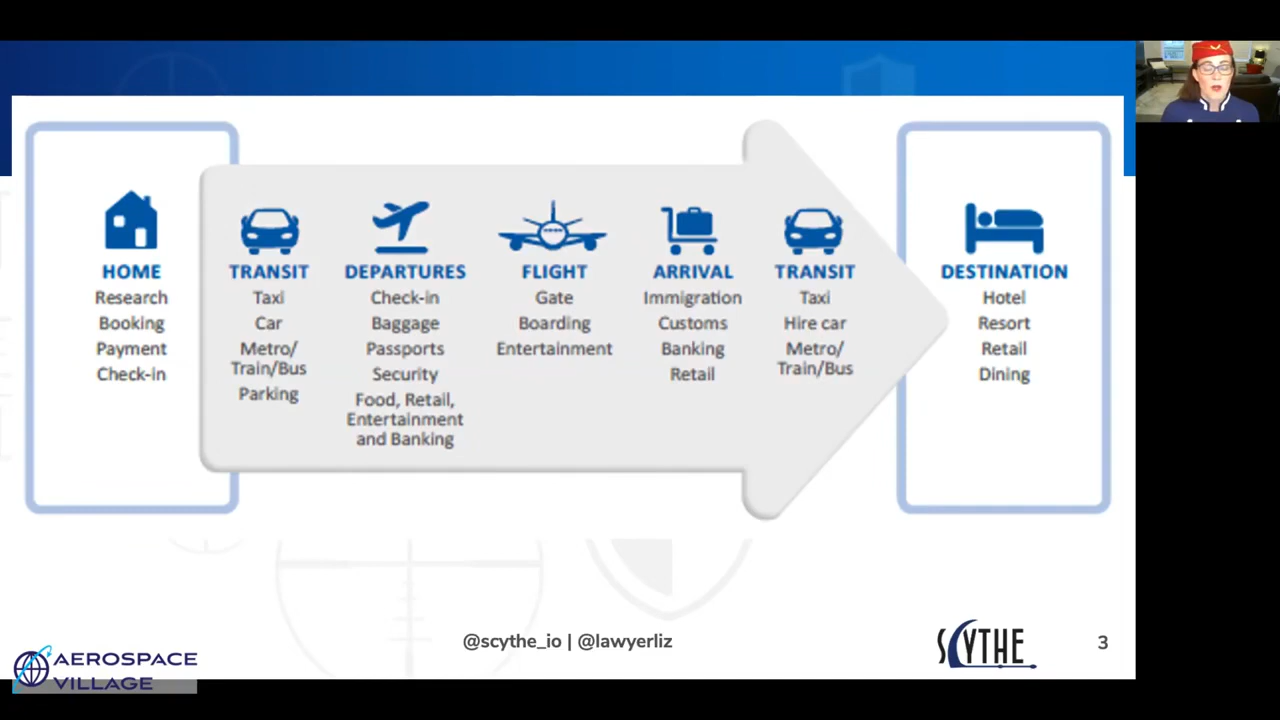 HOME
Research
Booking
Payment
Check-in
TRANSIT
Taxi
Car
Metro/
Train/Bus
Parking
DEPARTURES
Check-in
Baggage
Passports
Security
Food, Retail,
Entertainment
and Banking
FLIGHT
Gate
Boarding
Entertainment
ARRIVAL
Immigration
Customs
Banking
Retail
TRANSIT
Taxi
Hire car
Metro/
Train/Bus
DESTINATION
Hotel
Resort
Retail
Dining
@scythe_io | @lawyerliz
SCYTHE
3
AEROSPACE
VILLAGE